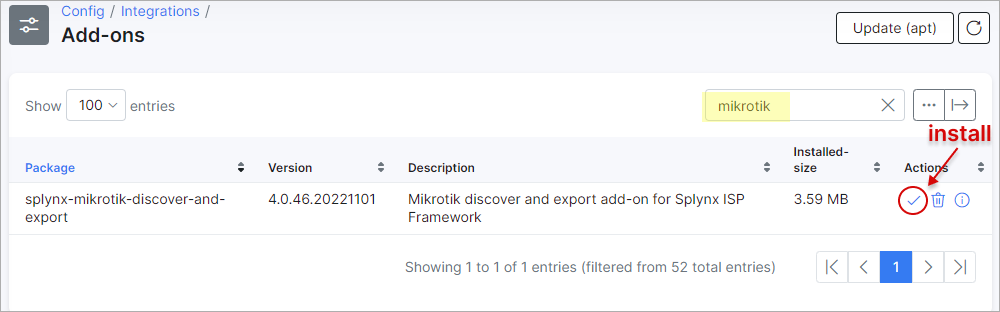 Config / Integrations /
Add-ons
Update (apt)
Show 100 entries
mikrotik
install
Package Version Description Installed-size Actions
splynx-mikrotik-discover-and-export 4.0.46.20221101 Mikrotik discover and export add-on for Splynx ISP Framework 3.59 MB
Showing 1 to 1 of 1 entries (filtered from 52 total entries)
1